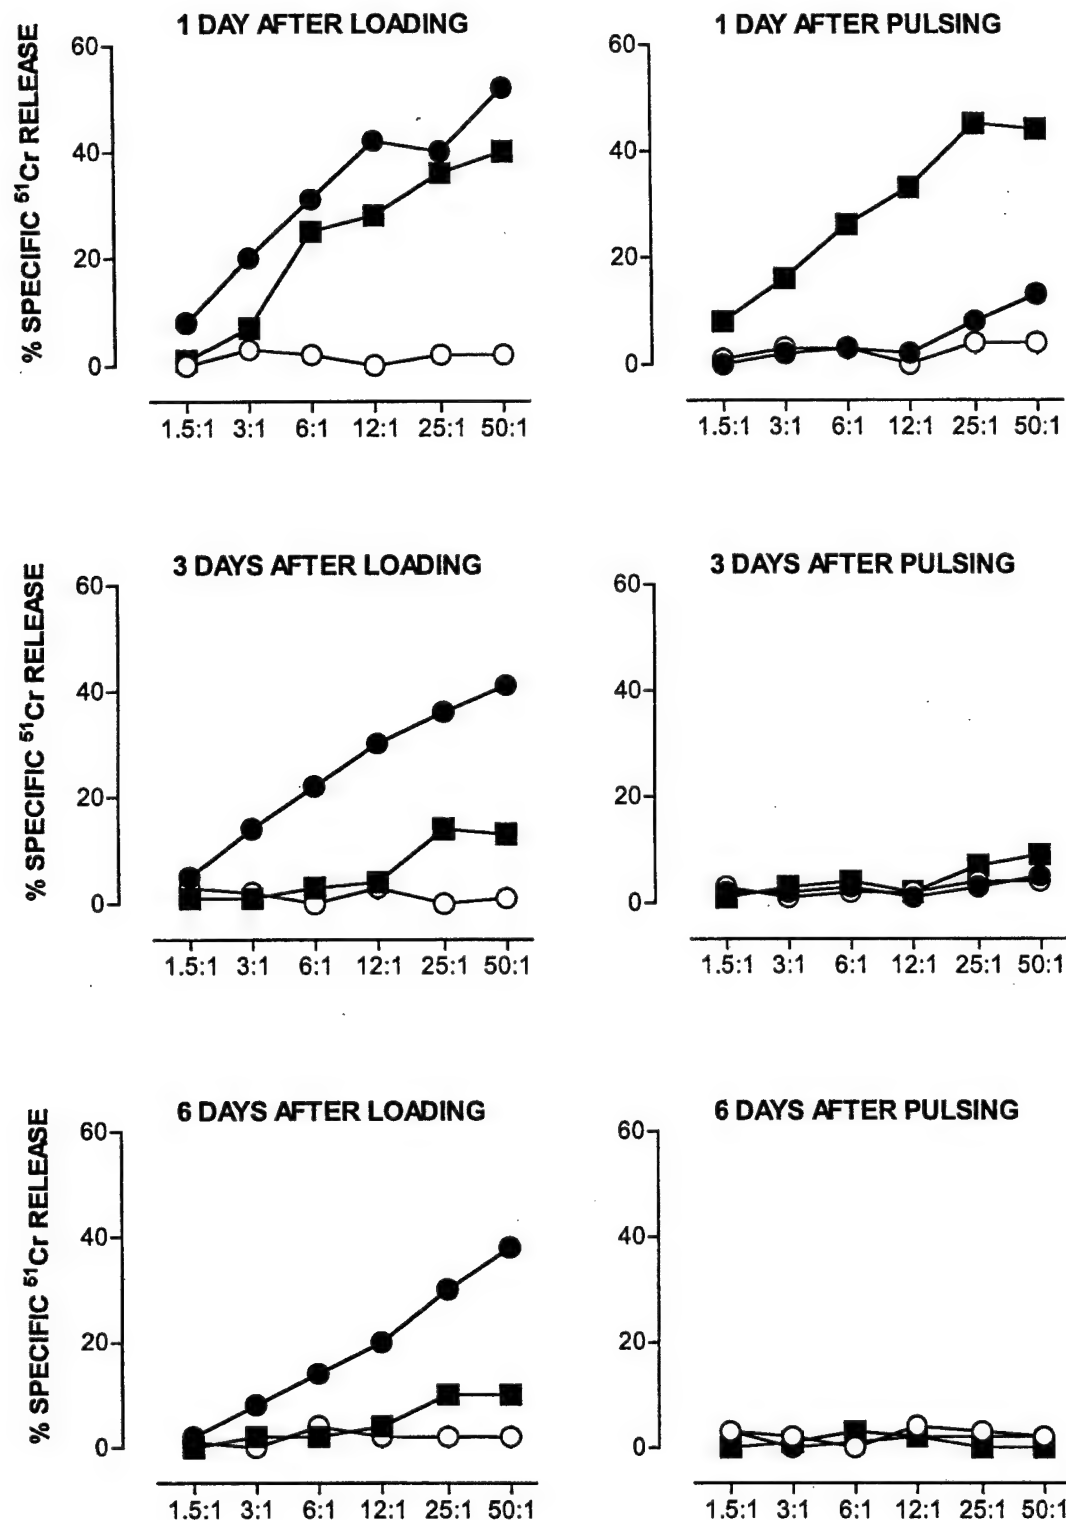 1 DAY AFTER LOADING
% SPECIFIC ⁵¹Cr RELEASE
60
40
20
0
1.5:1 3:1 6:1 12:1 25:1 50:1
1 DAY AFTER PULSING
60
40
20
0
1.5:1 3:1 6:1 12:1 25:1 50:1
3 DAYS AFTER LOADING
% SPECIFIC ⁵¹Cr RELEASE
60
40
20
0
1.5:1 3:1 6:1 12:1 25:1 50:1
3 DAYS AFTER PULSING
60
40
20
0
1.5:1 3:1 6:1 12:1 25:1 50:1
6 DAYS AFTER LOADING
% SPECIFIC ⁵¹Cr RELEASE
60
40
20
0
1.5:1 3:1 6:1 12:1 25:1 50:1
6 DAYS AFTER PULSING
60
40
20
0
1.5:1 3:1 6:1 12:1 25:1 50:1